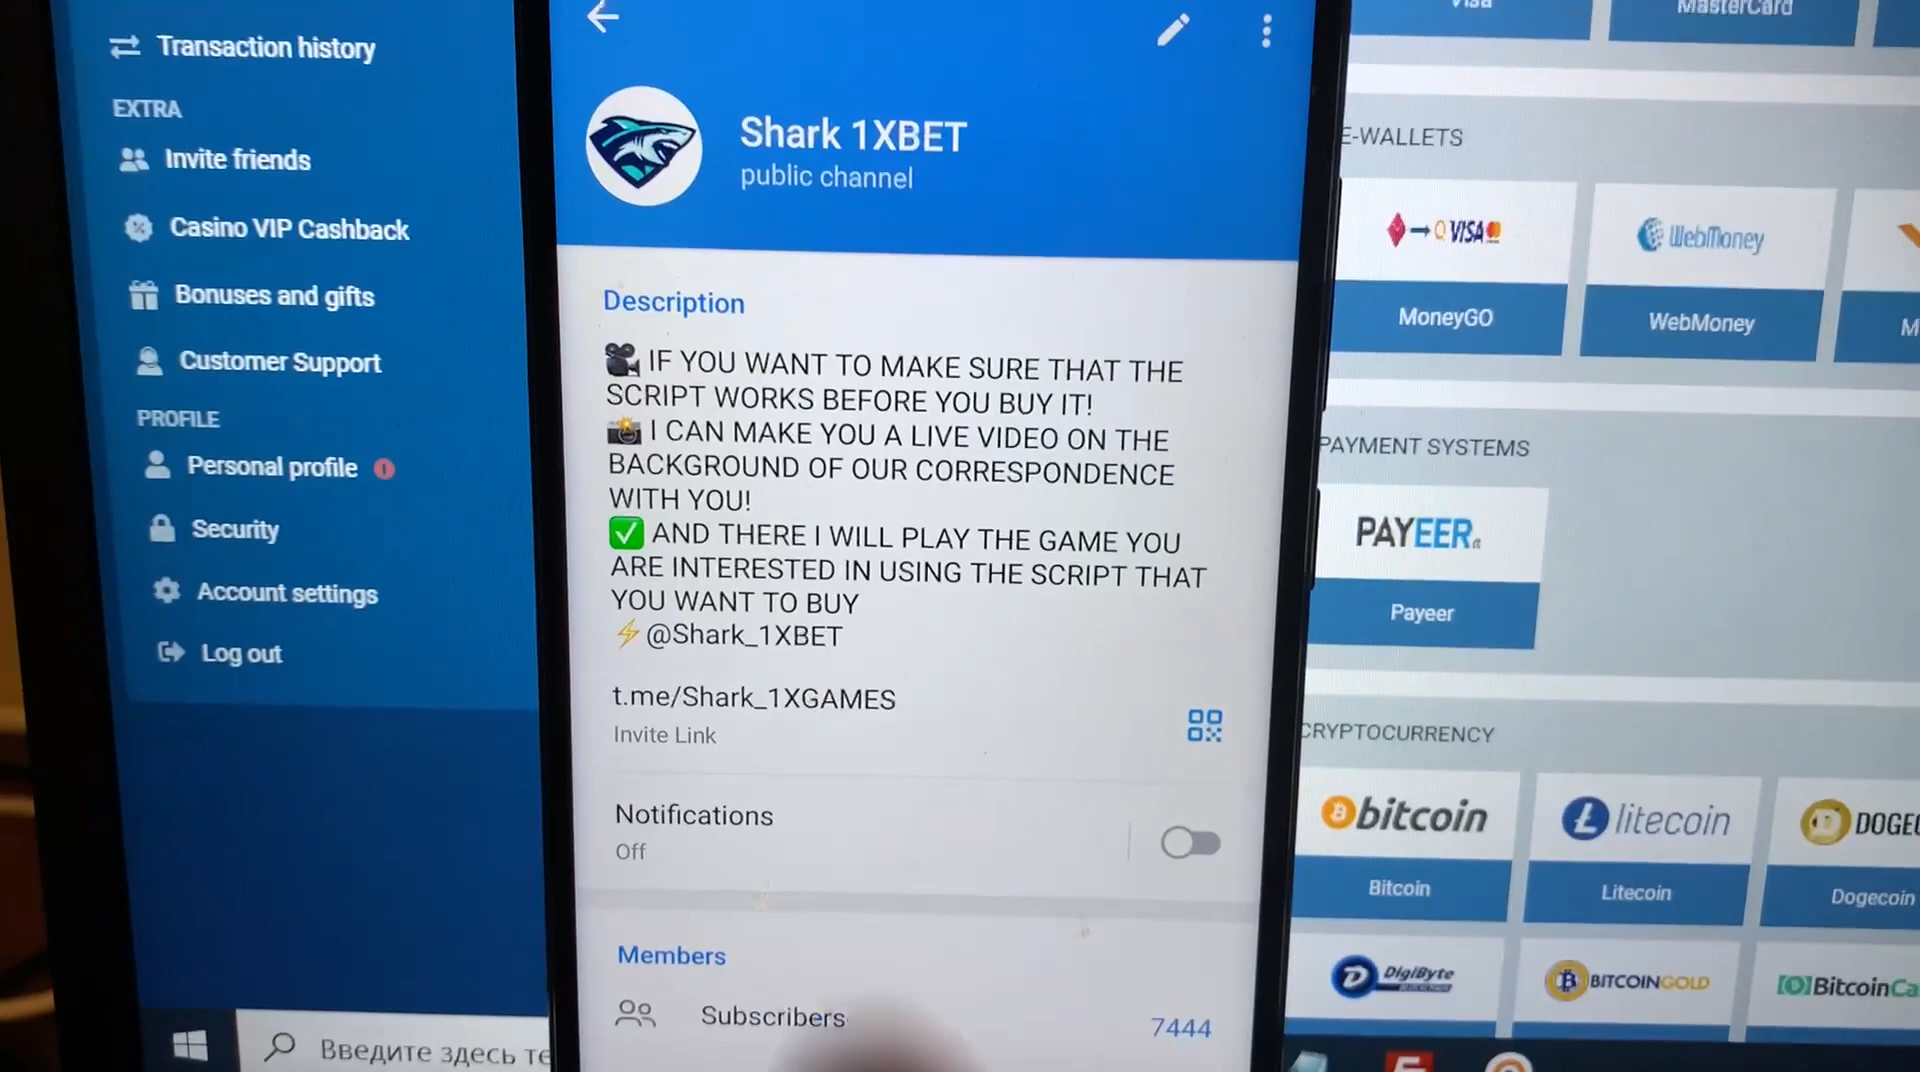 Transaction history
EXTRA
Invite friends
Casino VIP Cashback
Bonuses and gifts
Customer Support
PROFILE
Personal profile
Security
Account settings
Log out
Введите здесь те
Shark 1XBET
public channel
Description
IF YOU WANT TO MAKE SURE THAT THE
SCRIPT WORKS BEFORE YOU BUY IT!
I CAN MAKE YOU A LIVE VIDEO ON THE
BACKGROUND OF OUR CORRESPONDENCE
WITH YOU!
AND THERE I WILL PLAY THE GAME YOU
ARE INTERESTED IN USING THE SCRIPT THAT
YOU WANT TO BUY
@Shark_1XBET
t.me/Shark_1XGAMES
Invite Link
Notifications
Off
Members
Subscribers 7444
Visa MasterCard
E-WALLETS
VISA WebMoney
MoneyGO WebMoney M
PAYMENT SYSTEMS
PAYEER
Payeer
CRYPTOCURRENCY
bitcoin litecoin DOGEC
Bitcoin Litecoin Dogecoin
DigiByte BITCOINGOLD BitcoinCa